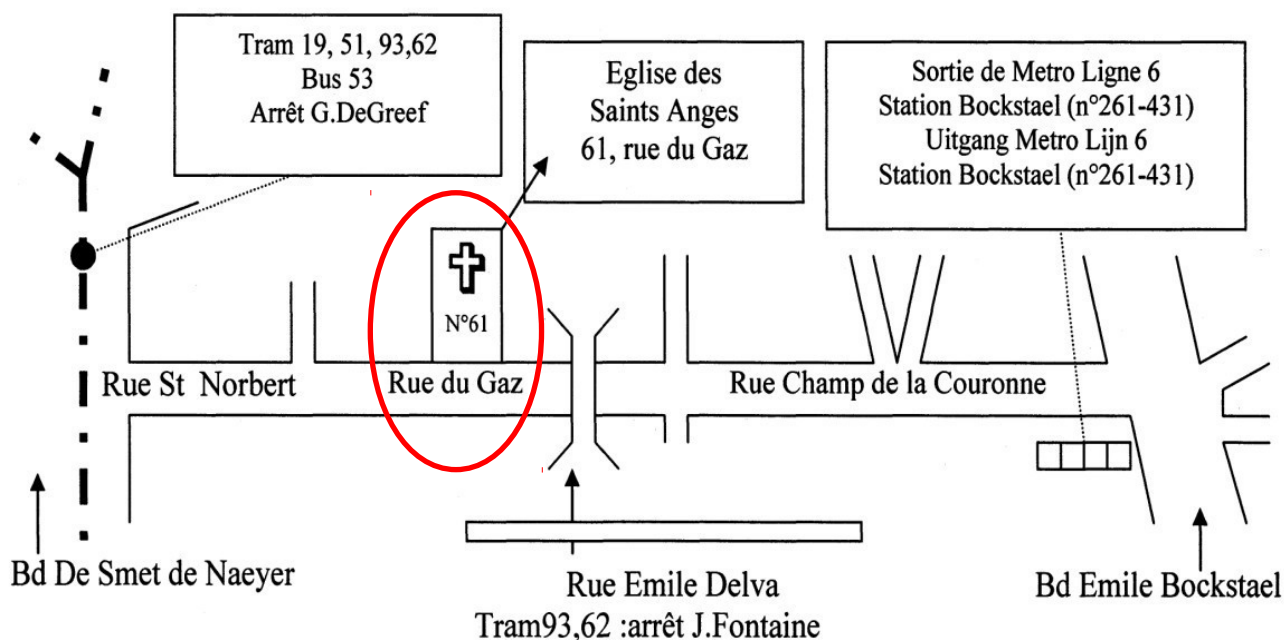 Tram 19, 51, 93,62
Bus 53
Arrêt G.DeGreef
Eglise des
Saints Anges
61, rue du Gaz
Sortie de Metro Ligne 6
Station Bockstael (n°261-431)
Uitgang Metro Lijn 6
Station Bockstael (n°261-431)
N°61
Rue St Norbert
Rue du Gaz
Rue Champ de la Couronne
Bd De Smet de Naeyer
Rue Emile Delva
Tram93,62 :arrêt J.Fontaine
Bd Emile Bockstael